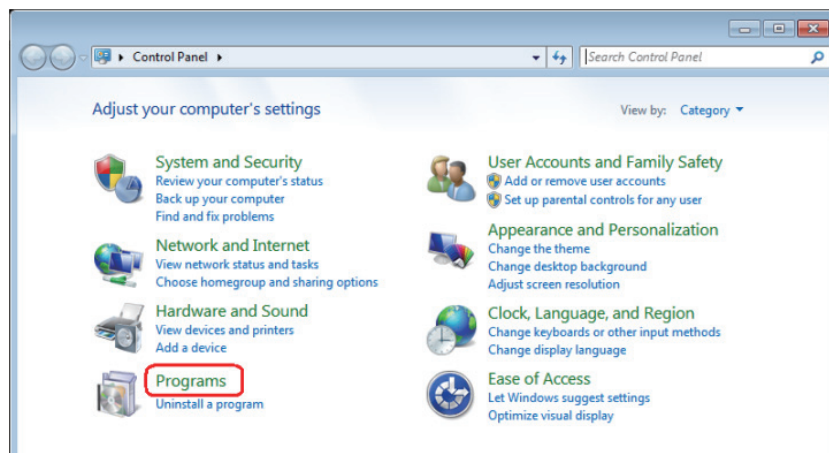 Control Panel
Search Control Panel
Adjust your computer's settings
View by: Category
System and Security
Review your computer's status
Back up your computer
Find and fix problems
Network and Internet
View network status and tasks
Choose homegroup and sharing options
Hardware and Sound
View devices and printers
Add a device
Programs
Uninstall a program
User Accounts and Family Safety
Add or remove user accounts
Set up parental controls for any user
Appearance and Personalization
Change the theme
Change desktop background
Adjust screen resolution
Clock, Language, and Region
Change keyboards or other input methods
Change display language
Ease of Access
Let Windows suggest settings
Optimize visual display